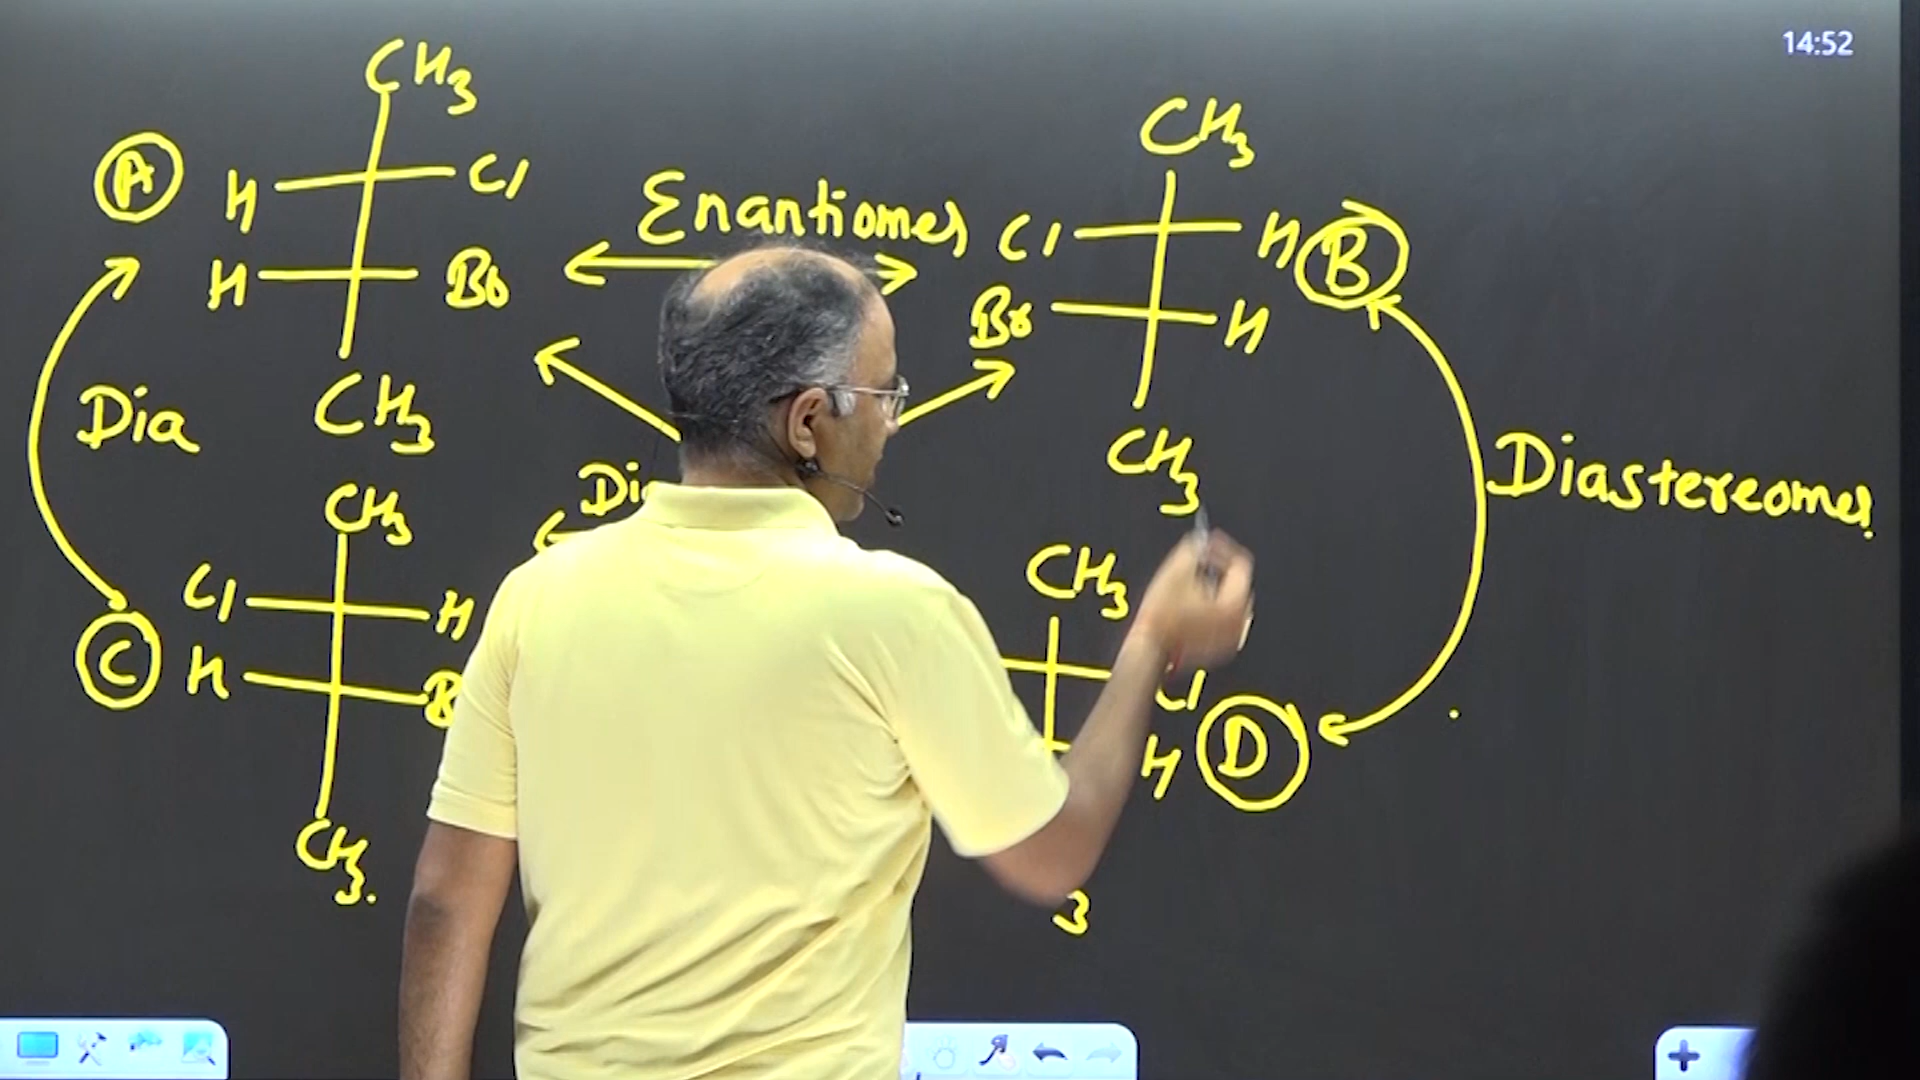 14:52
CH3
A
H
Cl
H
Br
CH3
Enantiomer
CH3
Cl
H
B
Br
H
CH3
Dia
Diastereomer
CH3
Cl
H
C
H
CH3.
CH3
Cl
H
D
3